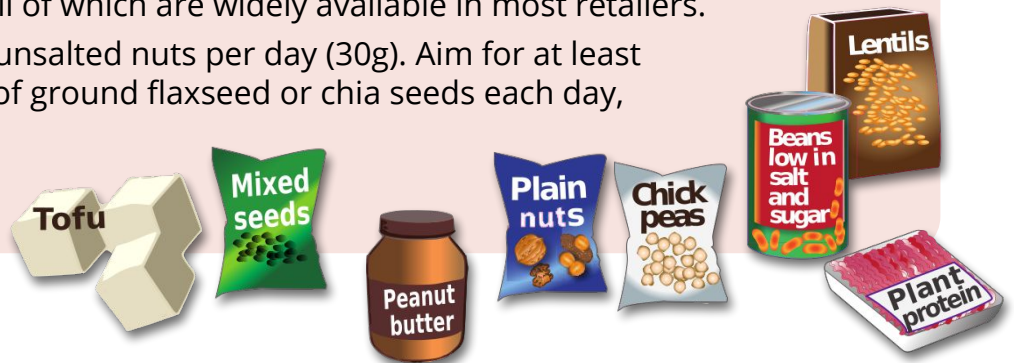 ll of which are widely available in most retailers.
unsalted nuts per day (30g). Aim for at least
of ground flaxseed or chia seeds each day,
Lentils
Beans
low in
salt
and
sugar
Tofu
Mixed
seeds
Peanut
butter
Plain
nuts
Chick
peas
Plant
protein